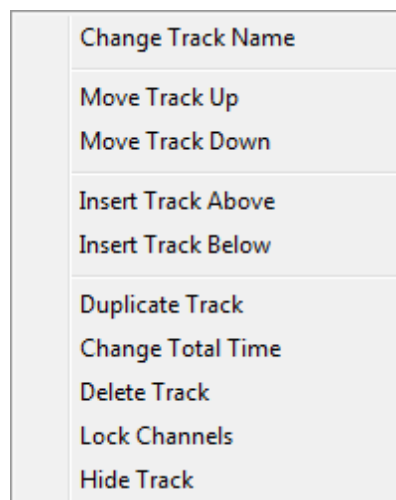 Change Track Name
Move Track Up
Move Track Down
Insert Track Above
Insert Track Below
Duplicate Track
Change Total Time
Delete Track
Lock Channels
Hide Track